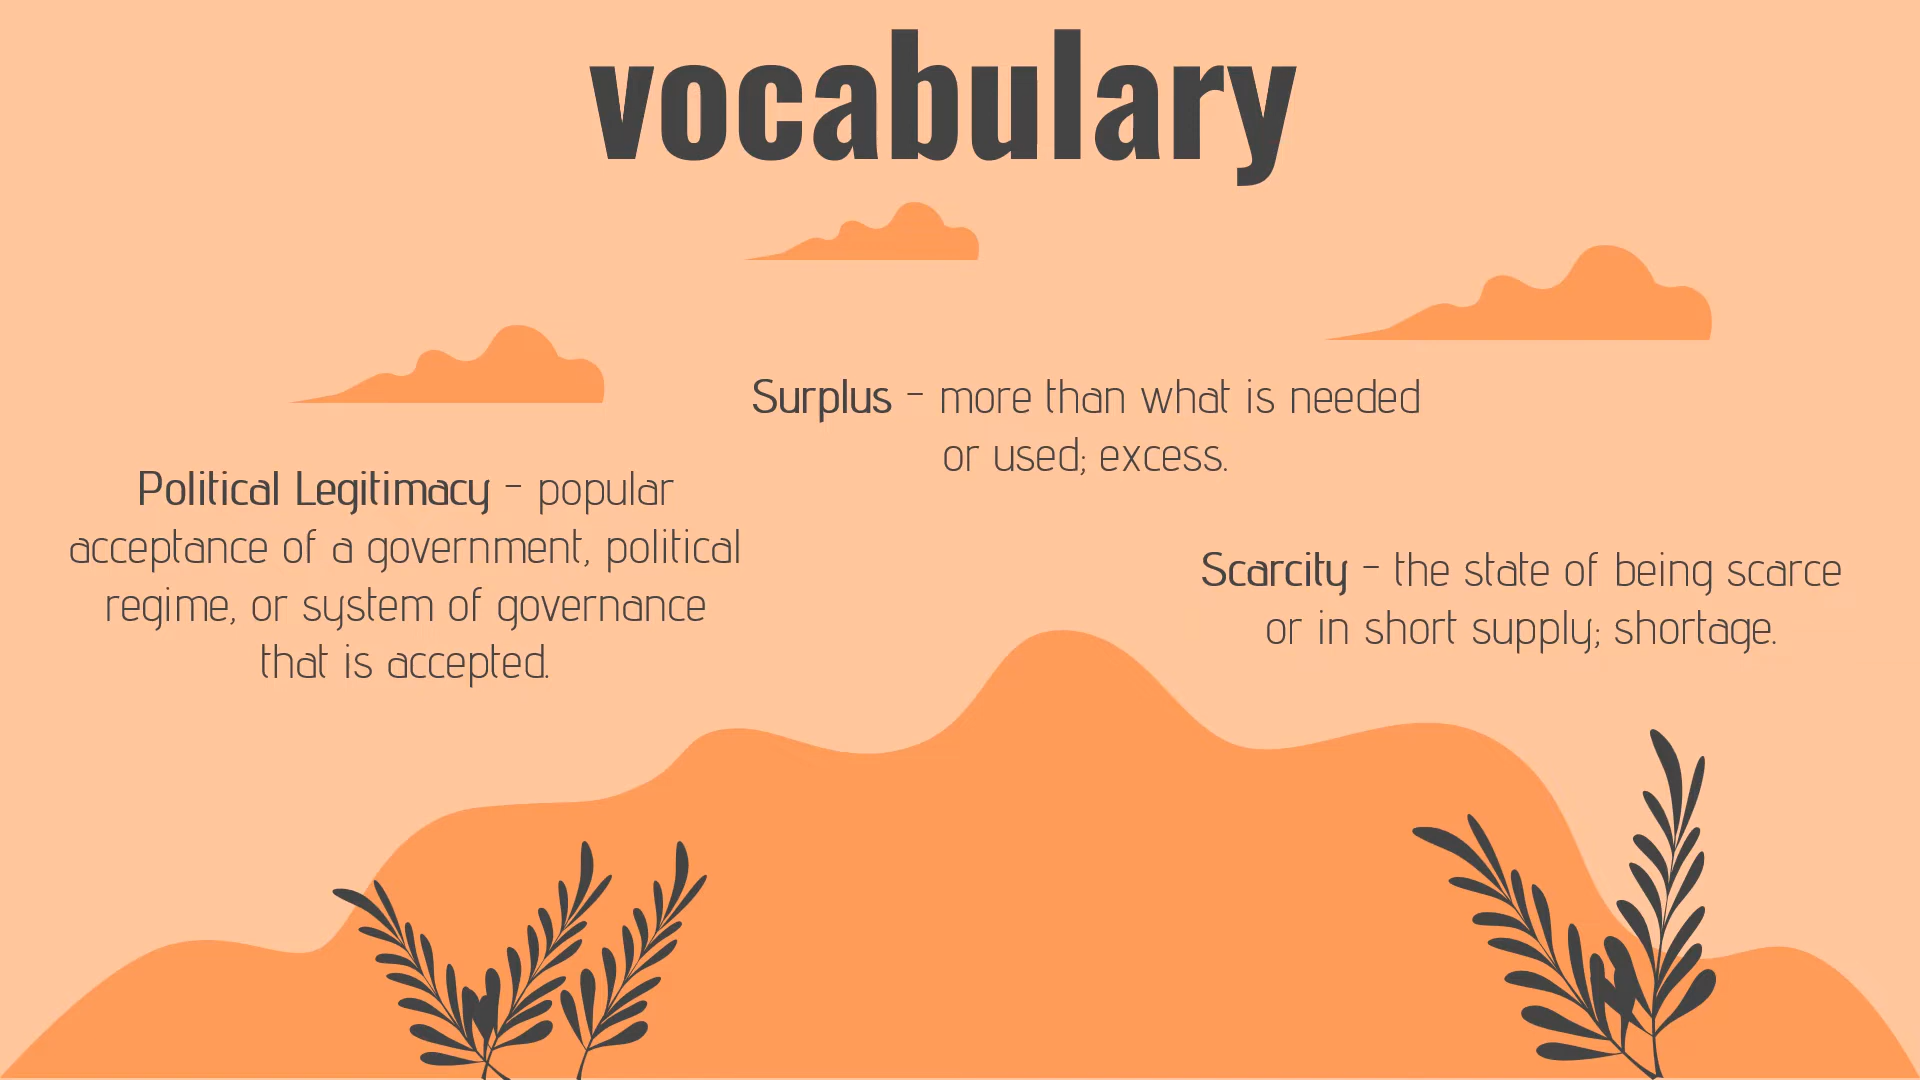 vocabulary
Political Legitimacy - popular
acceptance of a government, political
regime, or system of governance
that is accepted.
Surplus - more than what is needed
or used; excess.
Scarcity - the state of being scarce
or in short supply; shortage.